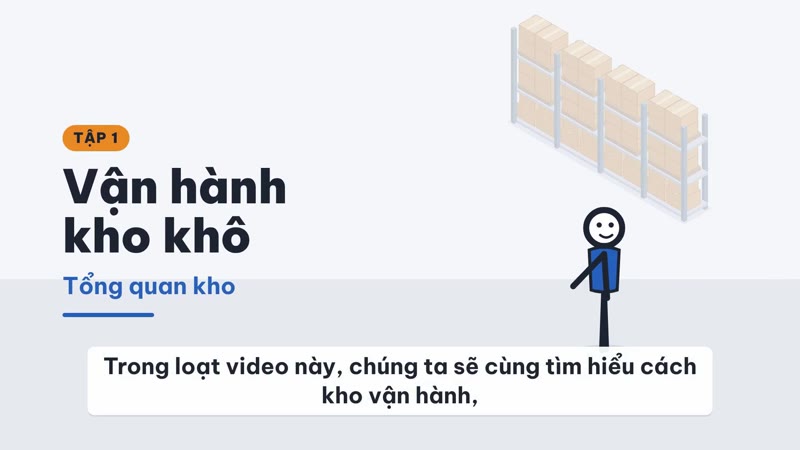 TẬP 1
Vận hành
kho khô
Tổng quan kho
Trong loạt video này, chúng ta sẽ cùng tìm hiểu cách
kho vận hành,